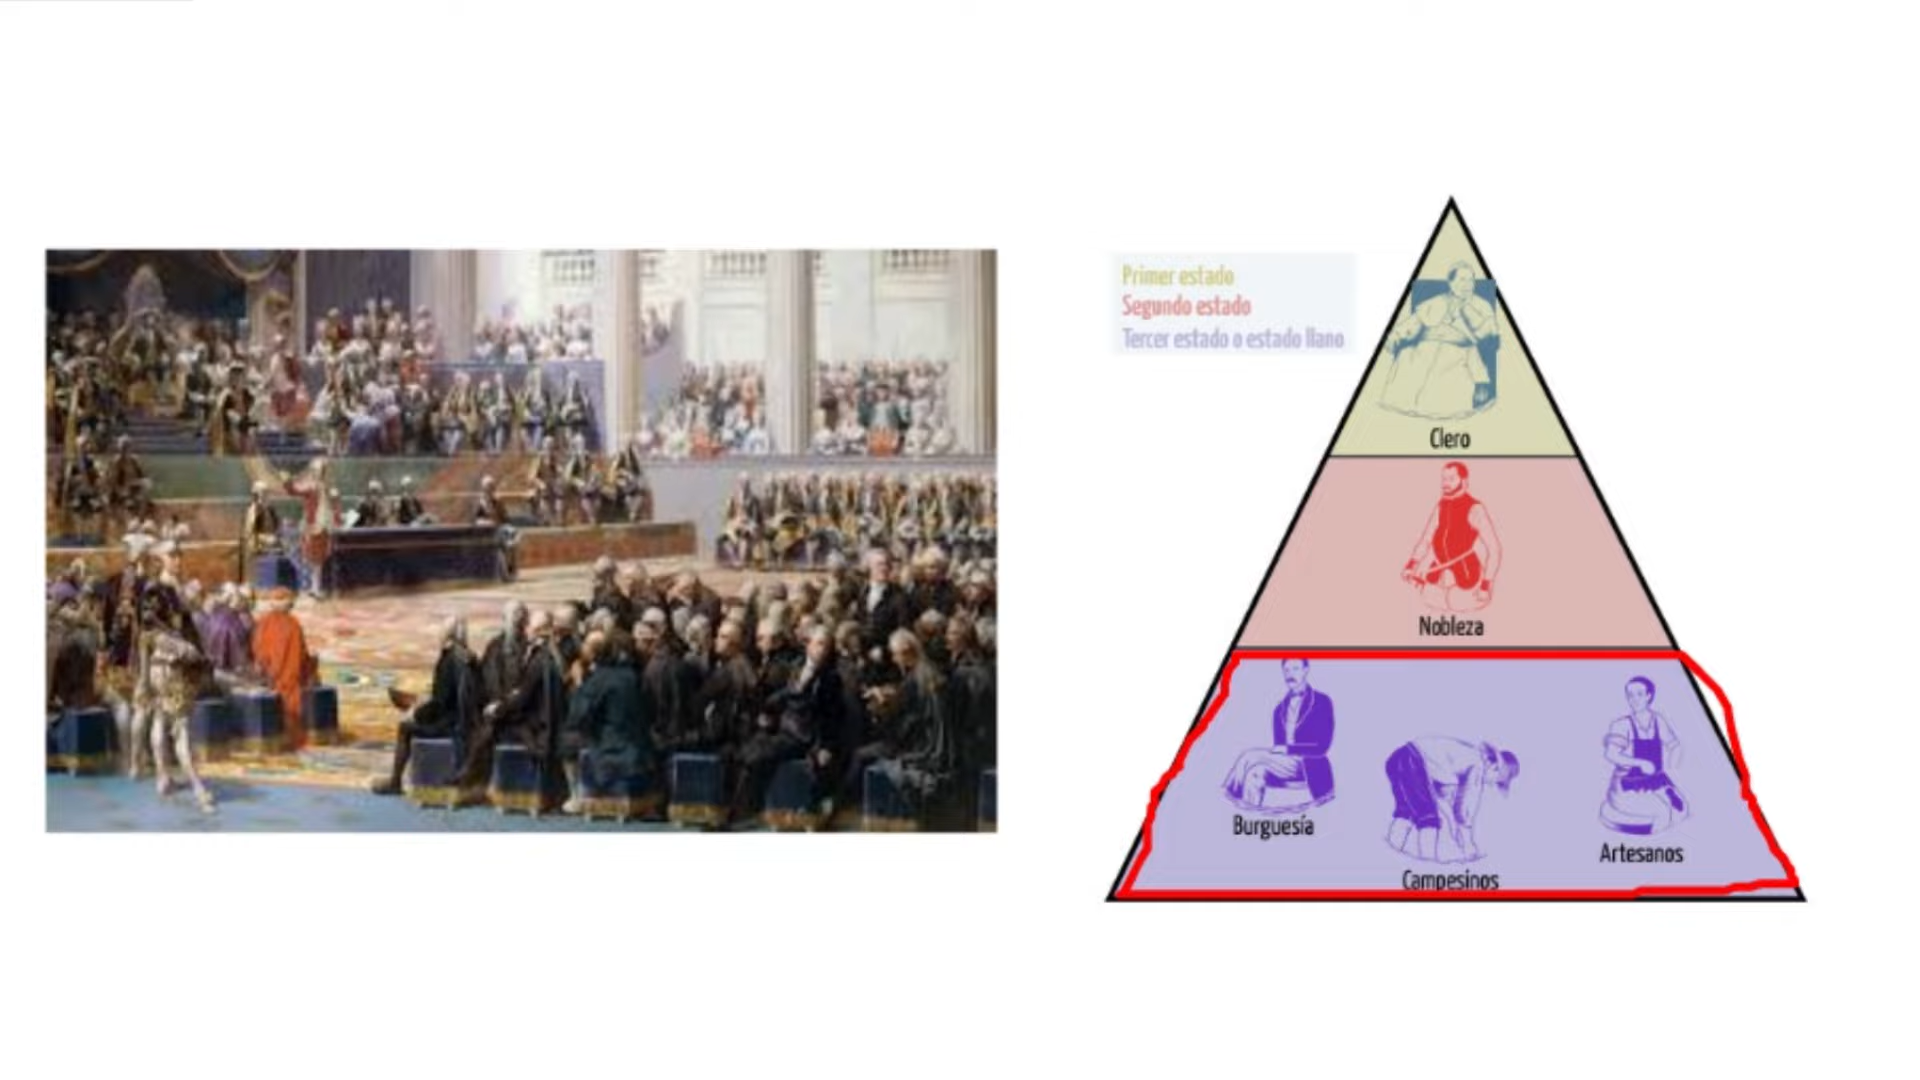 Primer estado
Segundo estado
Tercer estado o estado llano
Clero
Nobleza
Burguesía
Artesanos
Campesinos